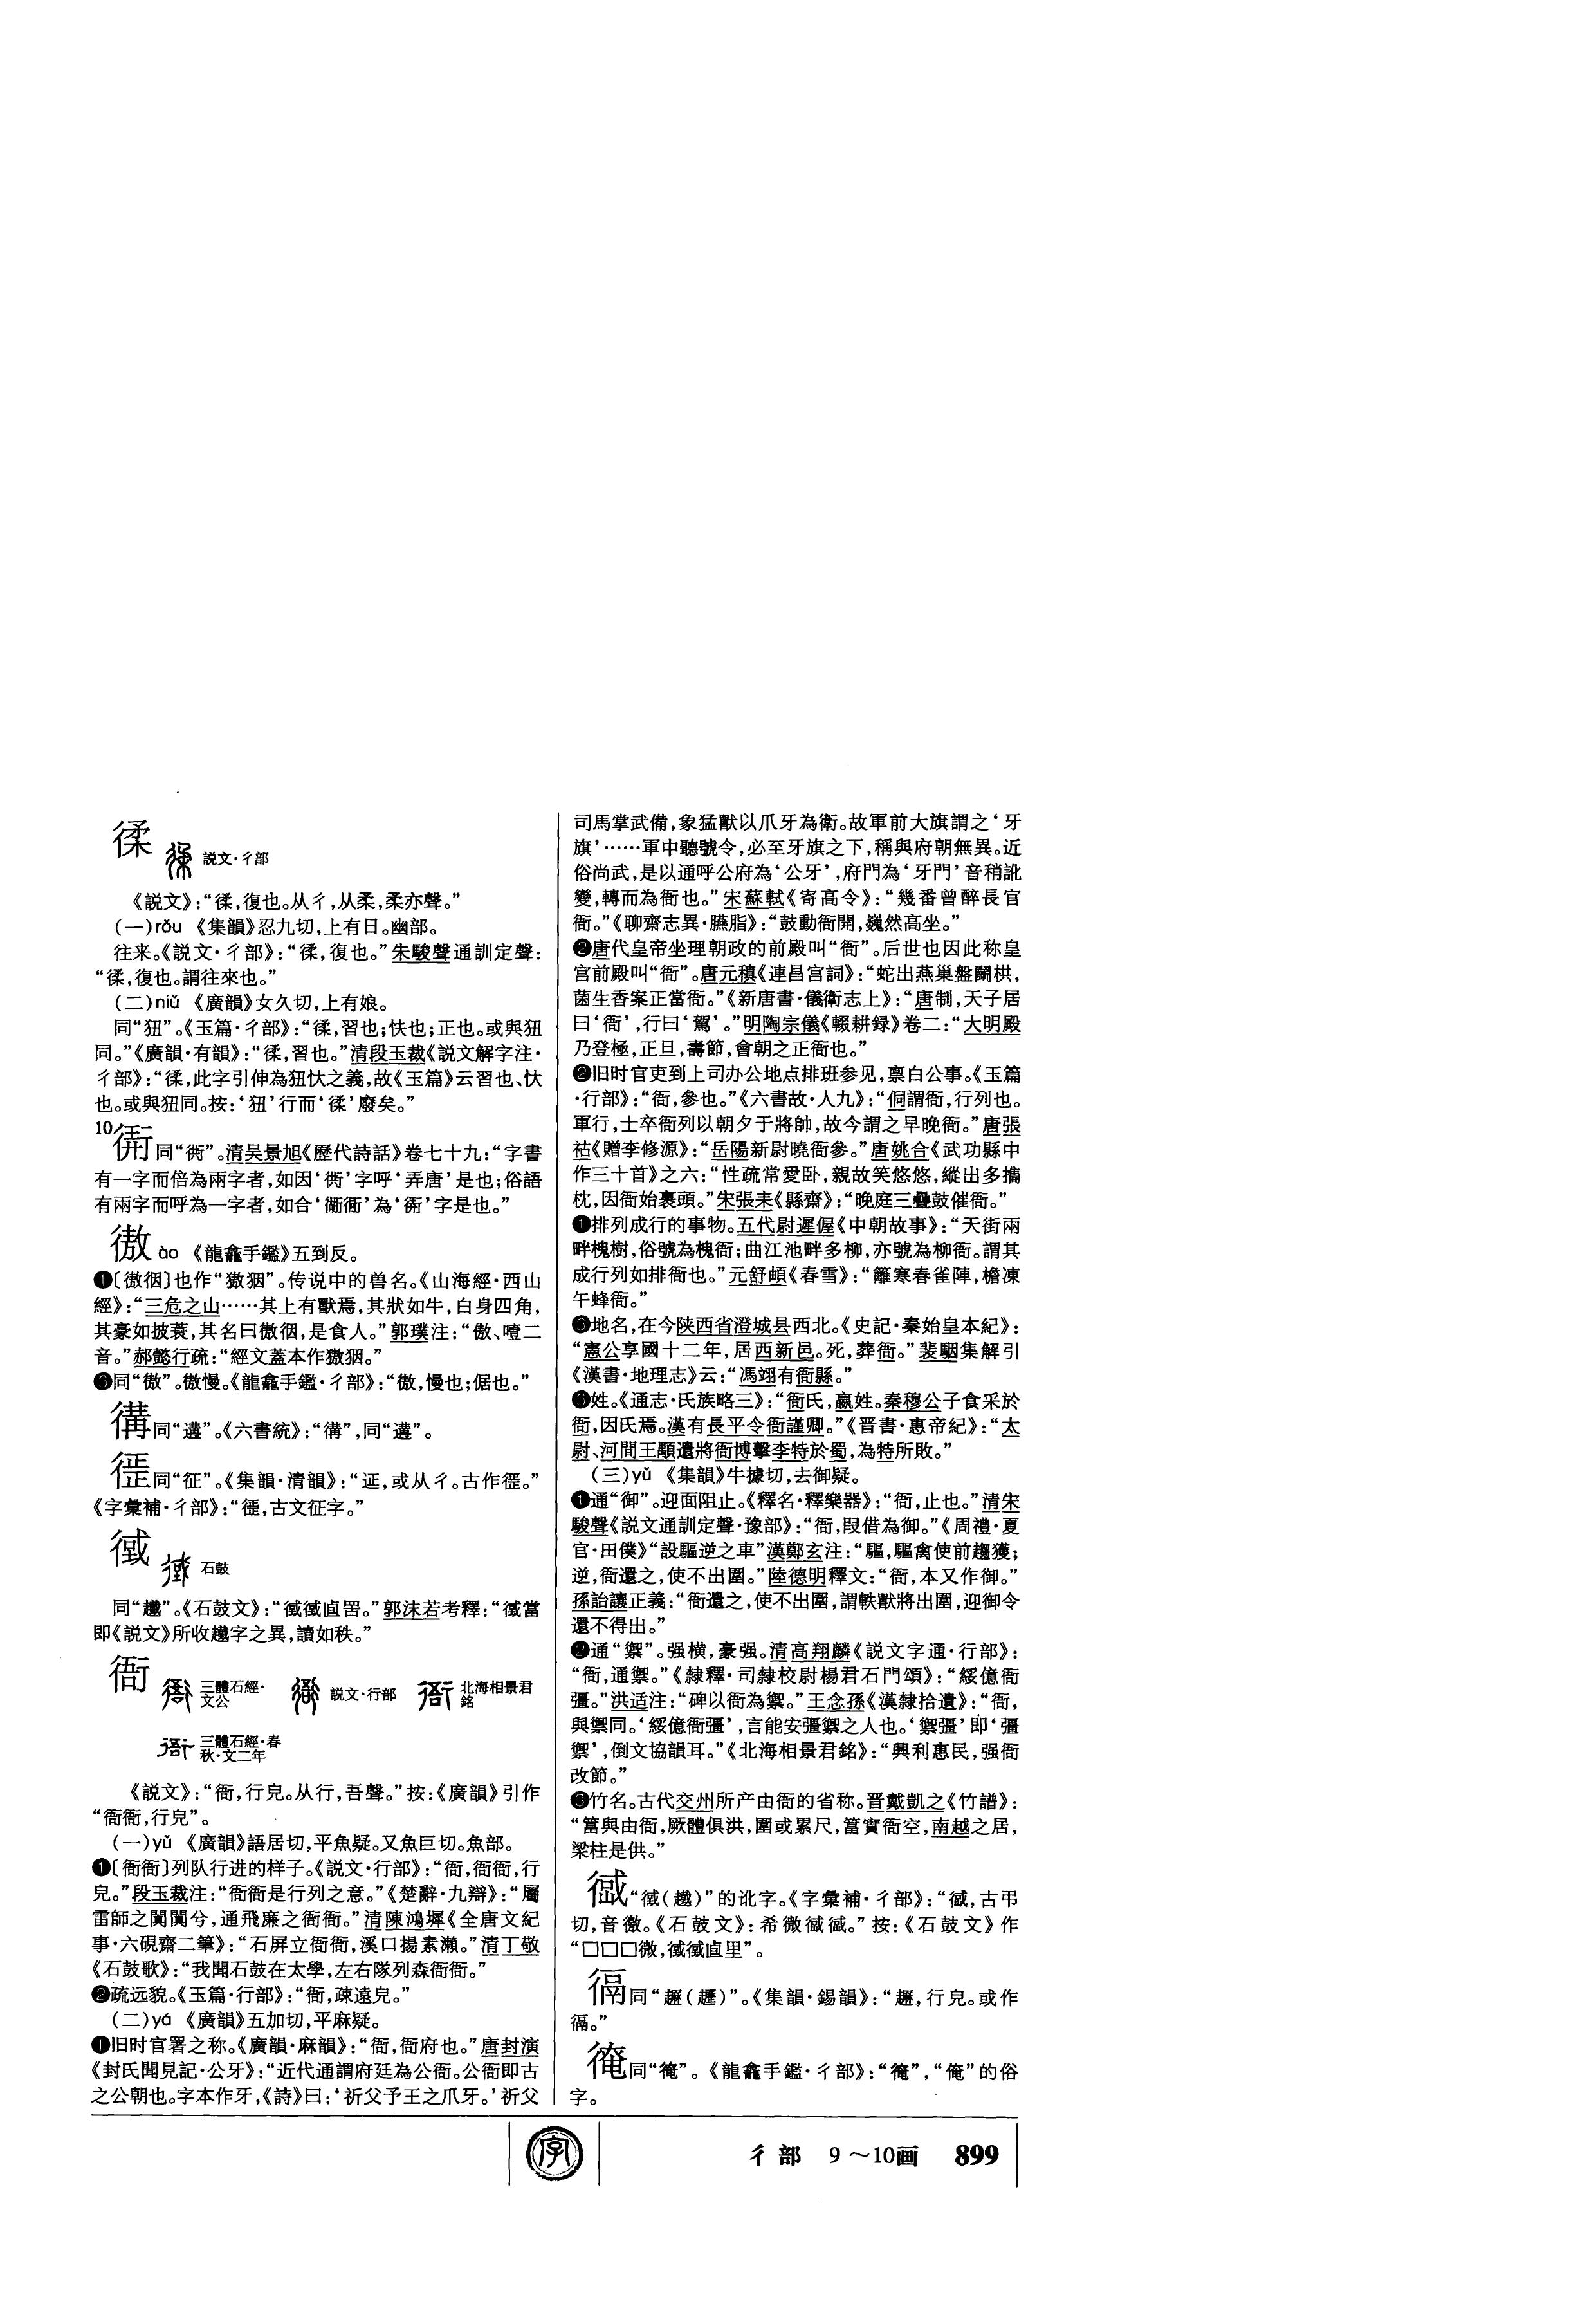 徖 説文·彳部
《説文》：“徖，復也。从彳，从柔，柔亦聲。”
(一)rǒu 《集韻》忍九切，上有日。幽部。
往来。《説文·彳部》：“徖，復也。”朱駿聲通訓定聲：
“徖，復也。謂往來也。”
(二)niǔ 《廣韻》女久切，上有娘。
同“狃”。《玉篇·彳部》：“徖，習也；忕也；正也。或與狃
同。”《廣韻·有韻》：“徖，習也。”清段玉裁《説文解字注·
彳部》：“徖，此字引伸為狃忕之義，故《玉篇》云習也、忕
也。或與狃同。按：‘狃’行而‘徖’廢矣。”
10
同“衖”。清吴景旭《歷代詩話》卷七十九：“字書
有一字而倍為兩字者，如因‘衖’字呼‘弄唐’是也；俗語
有兩字而呼為一字者，如合‘衚衕’為‘衖’字是也。”
ào 《龍龕手鑑》五到反。
❶〔徼㣕〕也作“獓𤝱”。传说中的兽名。《山海經·西山
經》：“三危之山……其上有獸焉，其狀如牛，白身四角，
其豪如披蓑，其名曰徼㣕，是食人。”郭璞注：“傲、噎二
音。”郝懿行疏：“經文蓋本作獓𤝱。”
❸同“傲”。傲慢。《龍龕手鑑·彳部》：“傲，慢也；倨也。”
同“遘”。《六書統》：“𢕋”，同“遘”。
同“征”。《集韻·清韻》：“延，或从彳。古作徰。”
《字彙補·彳部》：“徰，古文征字。”
石鼓
同“趩”。《石鼓文》：“直罟。”郭沫若考釋：“當
即《説文》所收趩字之異，讀如秩。”
衙 三體石經·文公 説文·行部 北海相景君銘
三體石經·春秋·文二年
《説文》：“衙，行皃。从行，吾聲。”按：《廣韻》引作
“衙衙，行皃”。
(一)yǔ 《廣韻》語居切，平魚疑。又魚巨切。魚部。
❶〔衙衙〕列队行进的样子。《説文·行部》：“衙，衙衙，行
皃。”段玉裁注：“衙衙是行列之意。”《楚辭·九辯》：“屬
雷師之闐闐兮，通飛廉之衙衙。”清陳鴻墀《全唐文紀
事·六硯齋二筆》：“石屏立衙衙，溪口揚素瀨。”清丁敬
《石鼓歌》：“我聞石鼓在太學，左右隊列森衙衙。”
❷疏远貌。《玉篇·行部》：“衙，疎遠皃。”
(二)yá 《廣韻》五加切，平麻疑。
❶旧时官署之称。《廣韻·麻韻》：“衙，衙府也。”唐封演
《封氏聞見記·公牙》：“近代通謂府廷為公衙。公衙即古
之公朝也。字本作牙，《詩》曰：‘祈父予王之爪牙。’祈父
司馬掌武備，象猛獸以爪牙為衛。故軍前大旗謂之‘牙
旗’……軍中聽號令，必至牙旗之下，稱與府朝無異。近
俗尚武，是以通呼公府為‘公牙’，府門為‘牙門’音稍訛
變，轉而為衙也。”宋蘇軾《寄高令》：“幾番曾醉長官
衙。”《聊齋志異·臙脂》：“鼓動衙開，巍然高坐。”
❷唐代皇帝坐理朝政的前殿叫“衙”。后世也因此称皇
宫前殿叫“衙”。唐元稹《連昌宫詞》：“蛇出燕巢盤鬭栱，
菌生香案正當衙。”《新唐書·儀衛志上》：“唐制，天子居
曰‘衙’，行曰‘駕’。”明陶宗儀《輟耕録》卷二：“大明殿
乃登極，正旦，壽節，會朝之正衙也。”
❷旧时官吏到上司办公地点排班参见，禀白公事。《玉篇
·行部》：“衙，參也。”《六書故·人九》：“侗謂衙，行列也。
軍行，士卒衙列以朝夕于將帥，故今謂之早晚衙。”唐張
祜《贈李修源》：“岳陽新尉曉衙參。”唐姚合《武功縣中
作三十首》之六：“性疏常愛卧，親故笑悠悠，縱出多攜
枕，因衙始裹頭。”宋張耒《縣齋》：“晚庭三疊鼓催衙。”
❶排列成行的事物。五代尉遲偓《中朝故事》：“天街兩
畔槐樹，俗號為槐衙；曲江池畔多柳，亦號為柳衙。謂其
成行列如排衙也。”元舒頔《春雪》：“籬寒春雀陣，檐凍
午蜂衙。”
❸地名，在今陕西省澄城县西北。《史記·秦始皇本紀》：
“憲公享國十二年，居西新邑。死，葬衙。”裴駰集解引
《漢書·地理志》云：“馮翊有衙縣。”
❸姓。《通志·氏族略三》：“衙氏，嬴姓。秦穆公子食采於
衙，因氏焉。漢有長平令衙謹卿。”《晋書·惠帝紀》：“太
尉、河間王顒遣將衙博擊李特於蜀，為特所敗。”
(三)yǔ 《集韻》牛據切，去御疑。
❶通“御”。迎面阻止。《釋名·釋樂器》：“衙，止也。”清朱
駿聲《説文通訓定聲·豫部》：“衙，叚借為御。”《周禮·夏
官·田僕》“設驅逆之車”漢鄭玄注：“驅，驅禽使前趨獲；
逆，衙還之，使不出圍。”陸德明釋文：“衙，本又作御。”
孫詒讓正義：“衙遣之，使不出圍，謂軼獸將出圍，迎御令
還不得出。”
❷通“禦”。强横，豪强。清高翔麟《説文字通·行部》：
“衙，通禦。”《隸釋·司隸校尉楊君石門頌》：“綏億衙
彊。”洪适注：“碑以衙為禦。”王念孫《漢隸拾遺》：“衙，
與禦同。‘綏億衙彊’，言能安彊禦之人也。‘禦彊’即‘彊
禦’，倒文協韻耳。”《北海相景君銘》：“興利惠民，强衙
改節。”
❸竹名。古代交州所产由衙的省称。晋戴凱之《竹譜》：
“篔與由衙，厥體俱洪，圍或累尺，篔實衙空，南越之居，
梁柱是供。”
“(趩)”的讹字。《字彙補·彳部》：“，古弔
切，音徼。《石鼓文》：希微。”按：《石鼓文》作
“□□□微，直里”。
同“(趰)”。《集韻·錫韻》：“，行皃。或作
𢔶。”
同“𢔶”。《龍龕手鑑·彳部》：“”，“俺”的俗
字。
字
彳部 9～10画 899